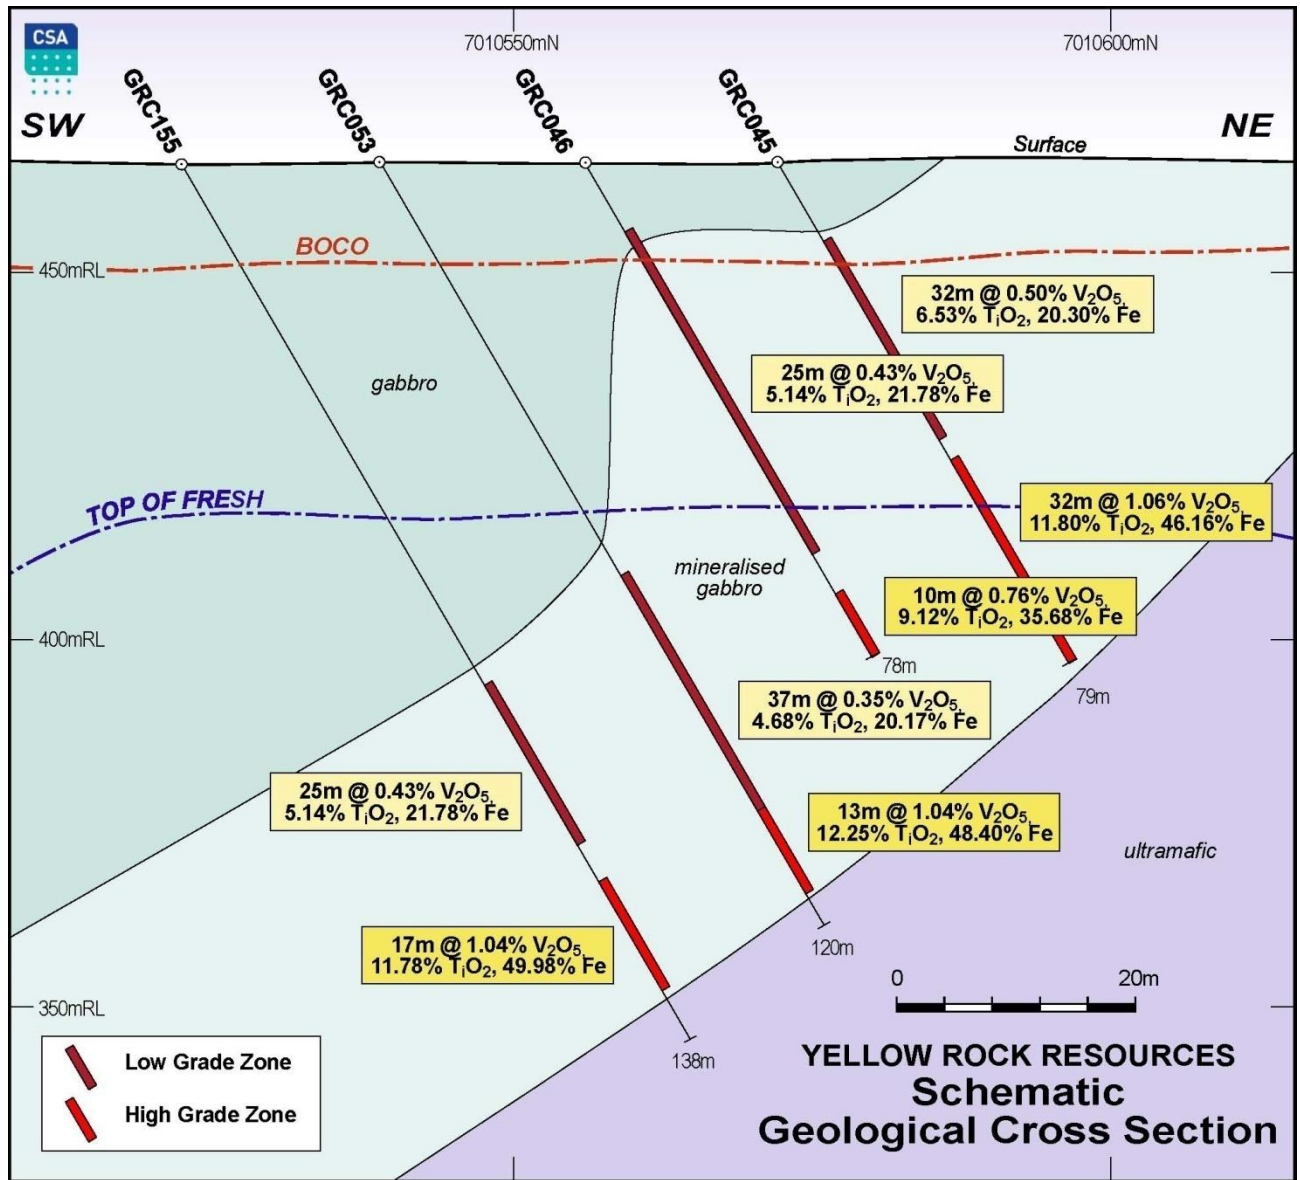 CSA
7010550mN
7010600mN
SW
GRC155
GRC053
GRC046
GRC045
Surface
NE
BOCO
450mRL
32m @ 0.50% V₂O₅,
6.53% TᵢO₂, 20.30% Fe
25m @ 0.43% V₂O₅,
5.14% TᵢO₂, 21.78% Fe
gabbro
TOP OF FRESH
32m @ 1.06% V₂O₅,
11.80% TᵢO₂, 46.16% Fe
mineralised
gabbro
10m @ 0.76% V₂O₅,
9.12% TᵢO₂, 35.68% Fe
400mRL
78m
79m
37m @ 0.35% V₂O₅,
4.68% TᵢO₂, 20.17% Fe
25m @ 0.43% V₂O₅,
5.14% TᵢO₂, 21.78% Fe
13m @ 1.04% V₂O₅,
12.25% TᵢO₂, 48.40% Fe
ultramafic
17m @ 1.04% V₂O₅,
11.78% TᵢO₂, 49.98% Fe
120m
0 20m
350mRL
138m
Low Grade Zone
High Grade Zone
YELLOW ROCK RESOURCES
Schematic
Geological Cross Section